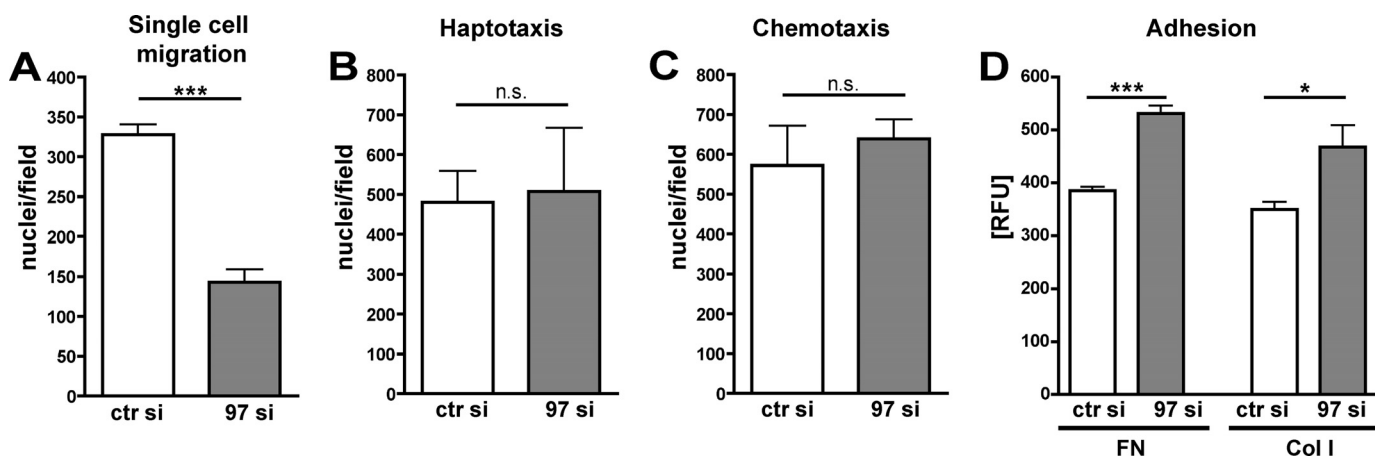 A
Single cell
migration
nuclei/field
400
350
300
250
200
150
100
50
0
***
ctr si
97 si
B
Haptotaxis
nuclei/field
800
700
600
500
400
300
200
100
0
n.s.
ctr si
97 si
C
Chemotaxis
nuclei/field
800
700
600
500
400
300
200
100
0
n.s.
ctr si
97 si
D
Adhesion
[RFU]
600
500
400
300
200
100
0
***
*
ctr si 97 si ctr si 97 si
FN Col I